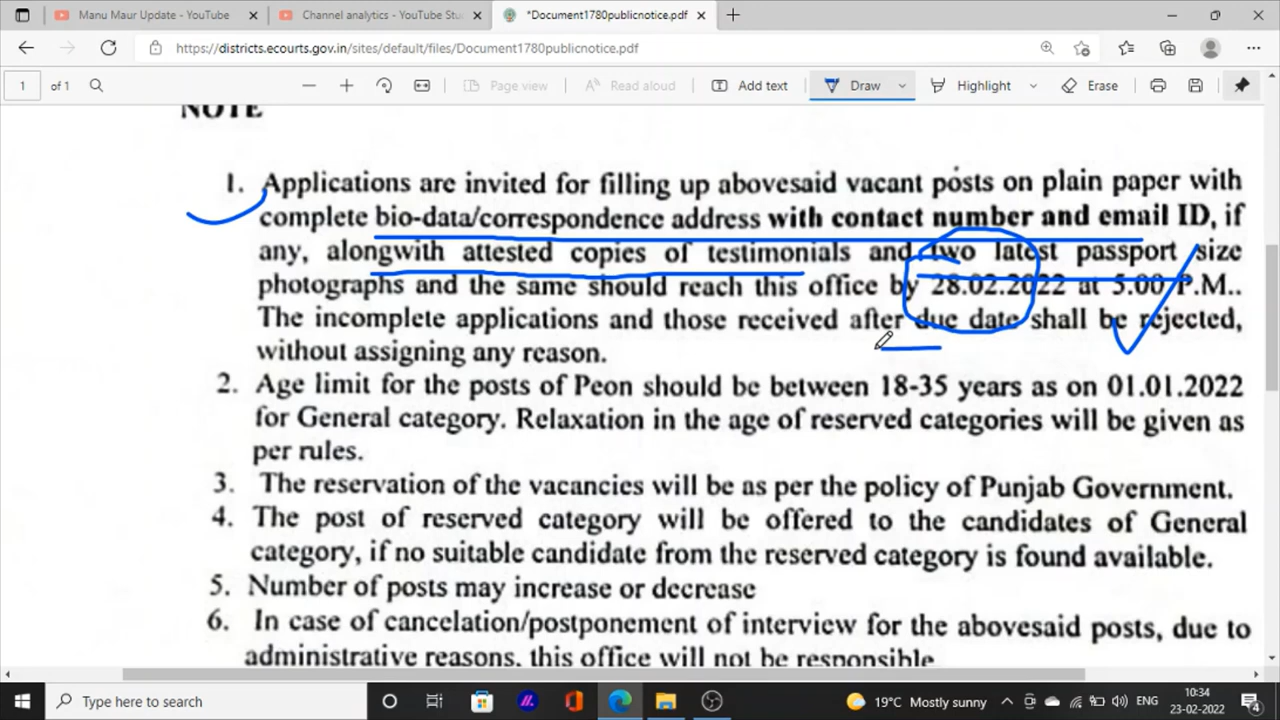 Manu Maur Update - YouTube
Channel analytics - YouTube Stu
*Document1780publicnotice.pdf
https://districts.ecourts.gov.in/sites/default/files/Document1780publicnotice.pdf
1 of 1
Page view
Read aloud
Add text
Draw
Highlight
Erase
NOTE
1. Applications are invited for filling up abovesaid vacant posts on plain paper with
complete bio-data/correspondence address with contact number and email ID, if
any, alongwith attested copies of testimonials and two latest passport size
photographs and the same should reach this office by 28.02.2022 at 5.00 P.M..
The incomplete applications and those received after due date shall be rejected,
without assigning any reason.
2. Age limit for the posts of Peon should be between 18-35 years as on 01.01.2022
for General category. Relaxation in the age of reserved categories will be given as
per rules.
3. The reservation of the vacancies will be as per the policy of Punjab Government.
4. The post of reserved category will be offered to the candidates of General
category, if no suitable candidate from the reserved category is found available.
5. Number of posts may increase or decrease
6. In case of cancelation/postponement of interview for the abovesaid posts, due to
administrative reasons, this office will not be responsible
Type here to search
19°C Mostly sunny
ENG
10:34
23-02-2022
4